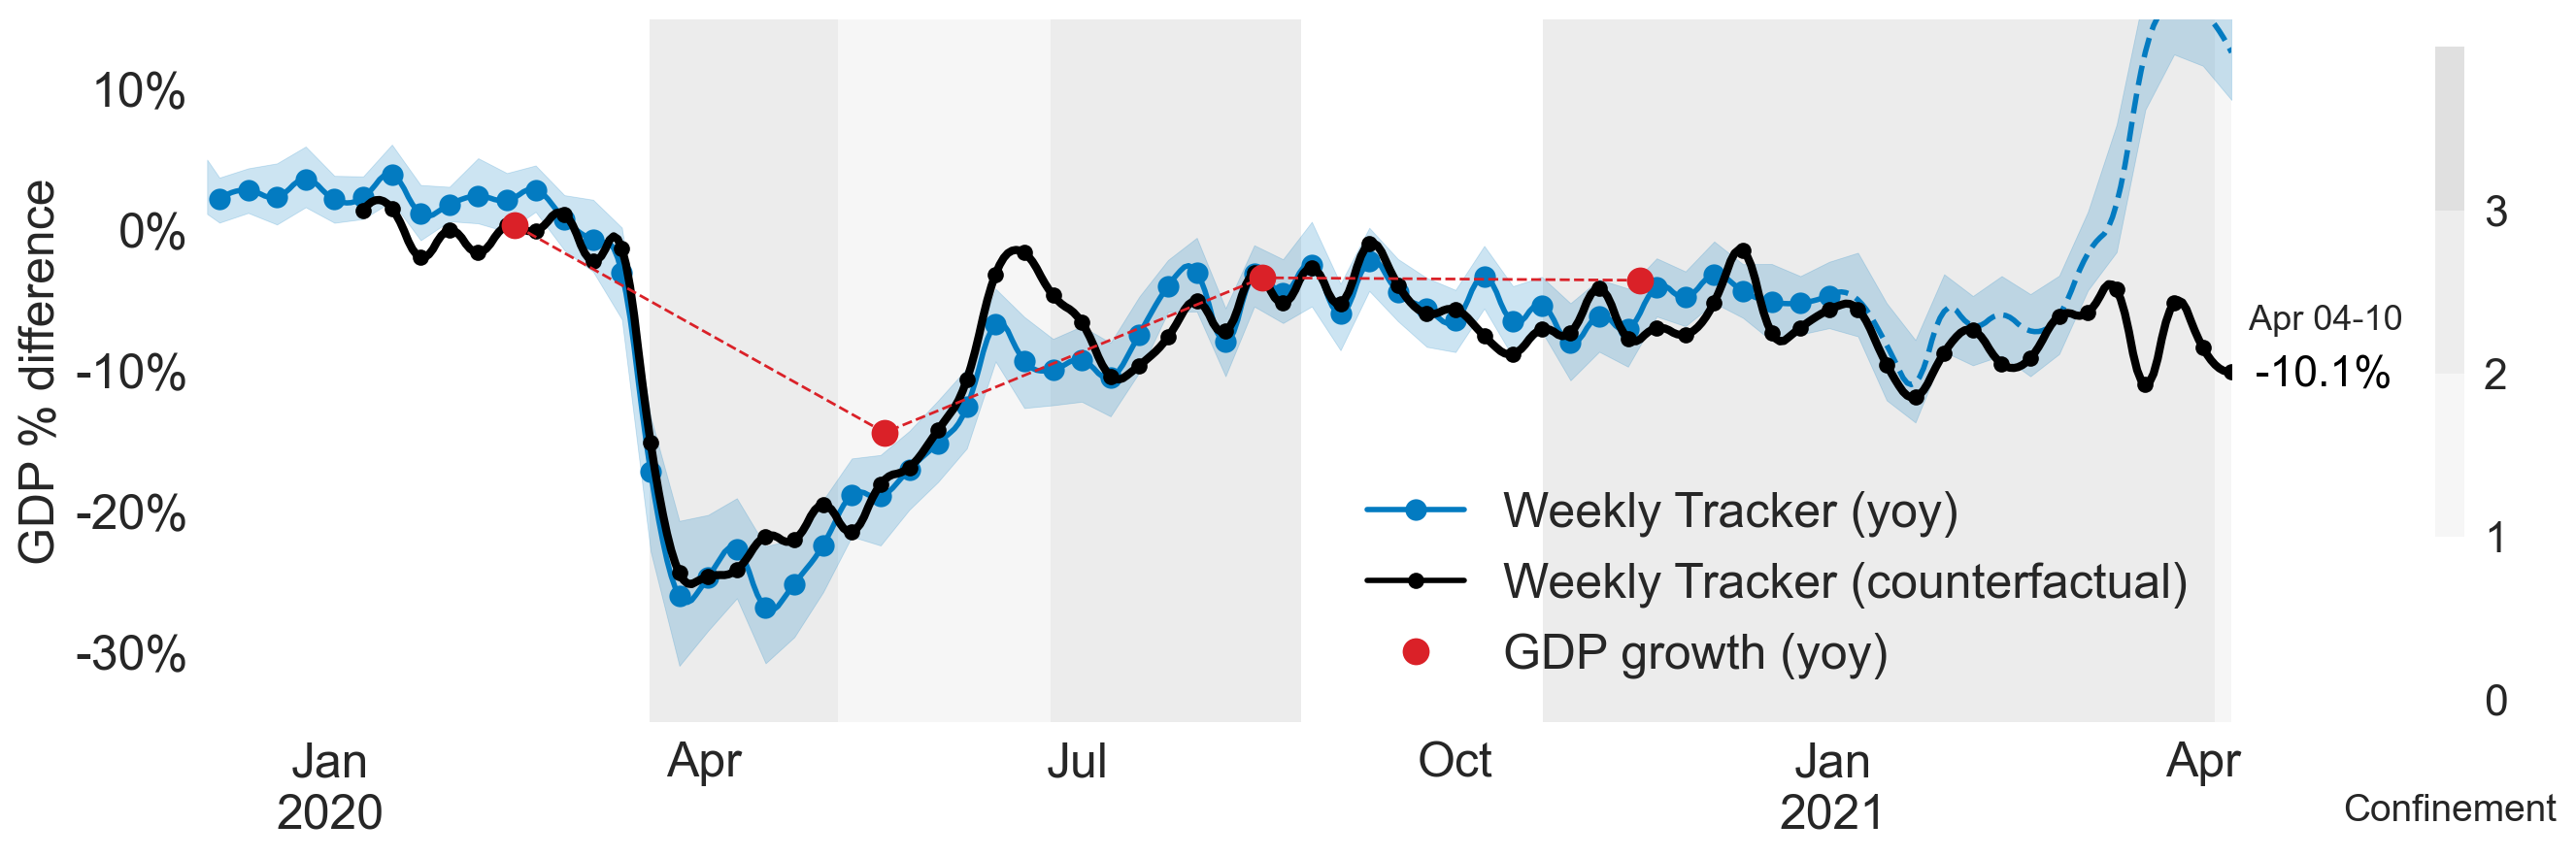 GDP % difference
10%
0%
-10%
-20%
-30%
Jan
2020
Apr
Jul
Oct
Jan
2021
Apr
Weekly Tracker (yoy)
Weekly Tracker (counterfactual)
GDP growth (yoy)
Apr 04-10
-10.1%
3
2
1
0
Confinement